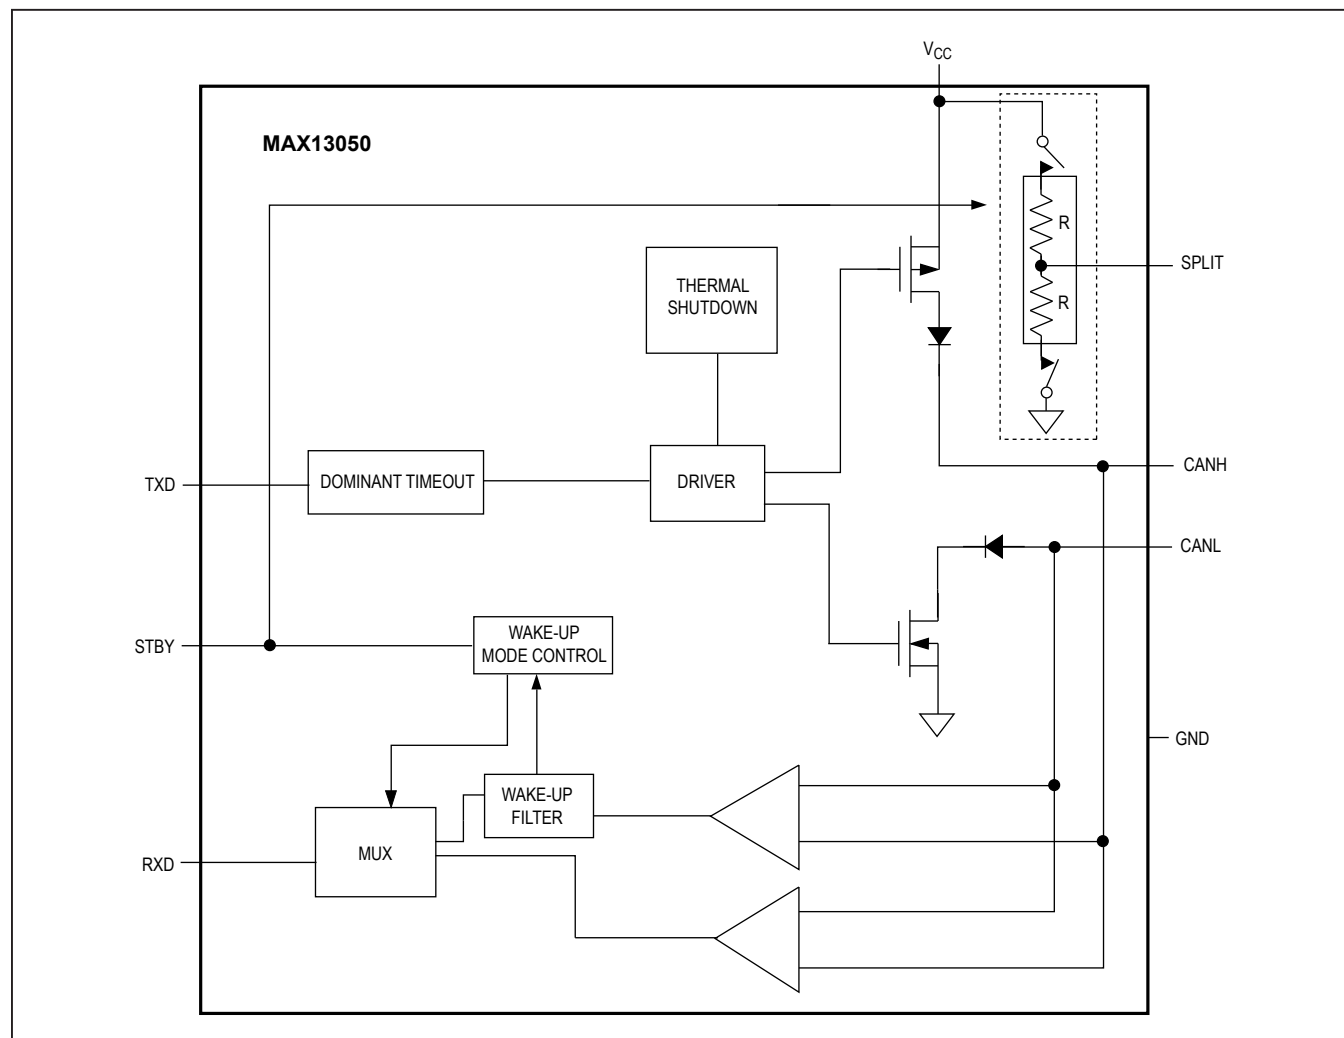 VCC
MAX13050
R
SPLIT
THERMAL
SHUTDOWN
R
CANH
TXD
DOMINANT TIMEOUT
DRIVER
CANL
STBY
WAKE-UP
MODE CONTROL
GND
WAKE-UP
FILTER
MUX
RXD